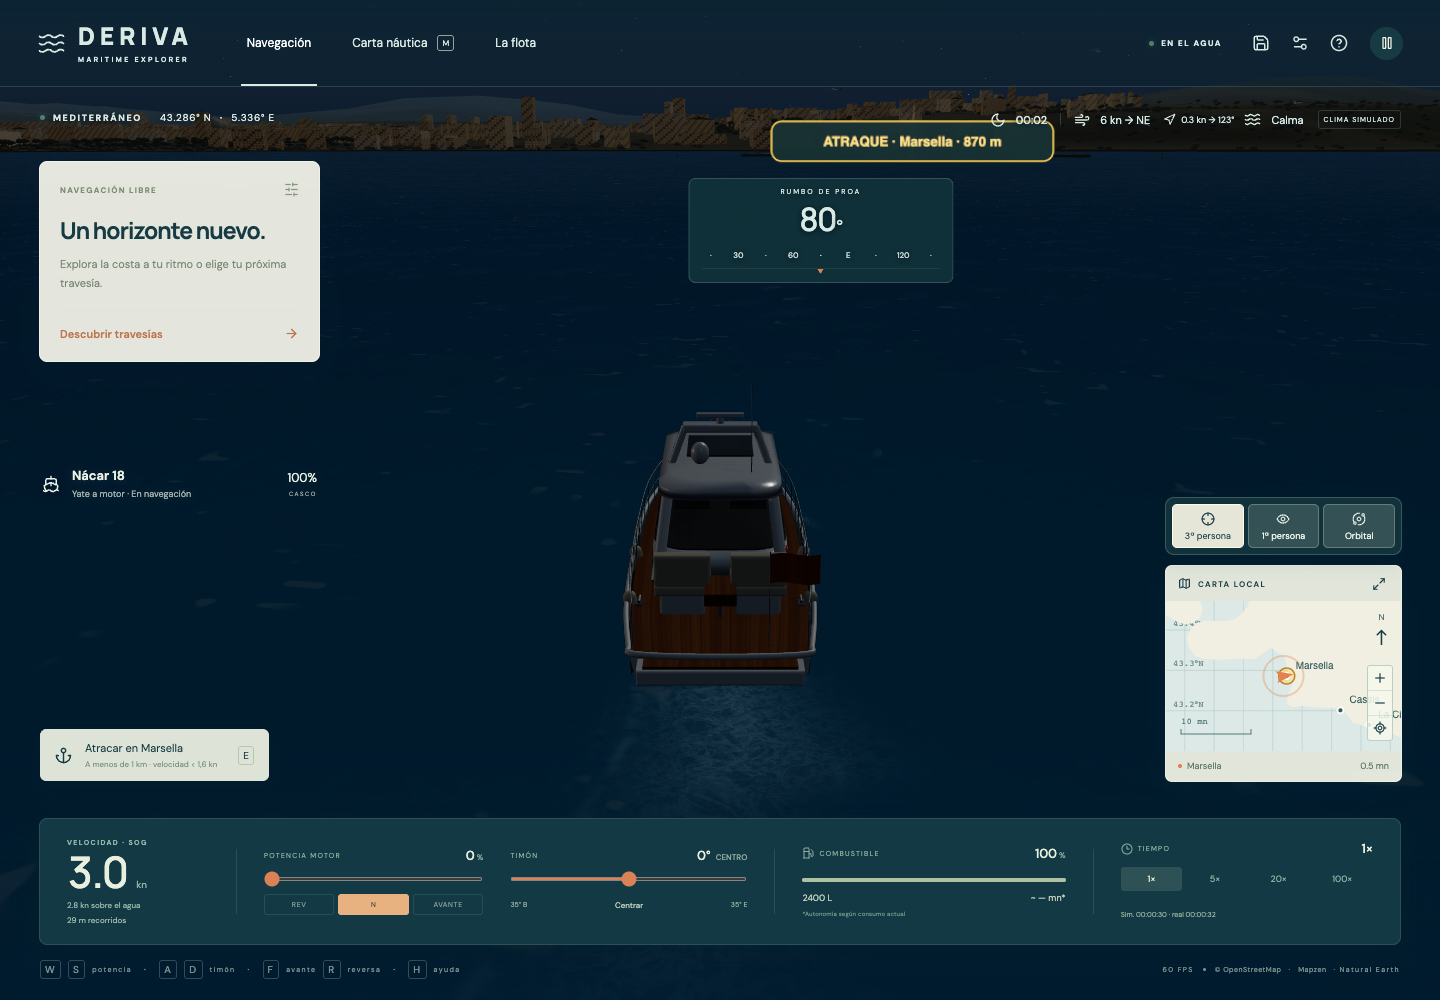 DERIVA
MARITIME EXPLORER
Navegación
Carta náutica M
La flota
EN EL AGUA
MEDITERRÁNEO 43.286° N · 5.336° E
00:02
6 kn → NE
0.3 kn → 123°
Calma
CLIMA SIMULADO
ATRAQUE · Marsella · 870 m
NAVEGACIÓN LIBRE
Un horizonte nuevo.
Explora la costa a tu ritmo o elige tu próxima
travesía.
Descubrir travesías
RUMBO DE PROA
80°
· 30 · 60 · E · 120 ·
Nácar 18
Yate a motor · En navegación
100%
CASCO
3ª persona
1ª persona
Orbital
CARTA LOCAL
N
43.4°
43.3°N
Marsella
43.2°N
Cas
La Ci
10 mn
Marsella
0.5 mn
Atracar en Marsella
A menos de 1 km · velocidad < 1,6 kn
E
VELOCIDAD · SOG
3.0 kn
2.8 kn sobre el agua
29 m recorridos
POTENCIA MOTOR
0 %
REV
N
AVANTE
TIMÓN
0° CENTRO
35° B
Centrar
35° E
COMBUSTIBLE
100 %
2400 L
~ — mn*
*Autonomía según consumo actual
TIEMPO
1×
1×
5×
20×
100×
Sim. 00:00:30 · real 00:00:32
W S potencia · A D timón · F avante R reversa · H ayuda
60 FPS • © OpenStreetMap · Mapzen · Natural Earth